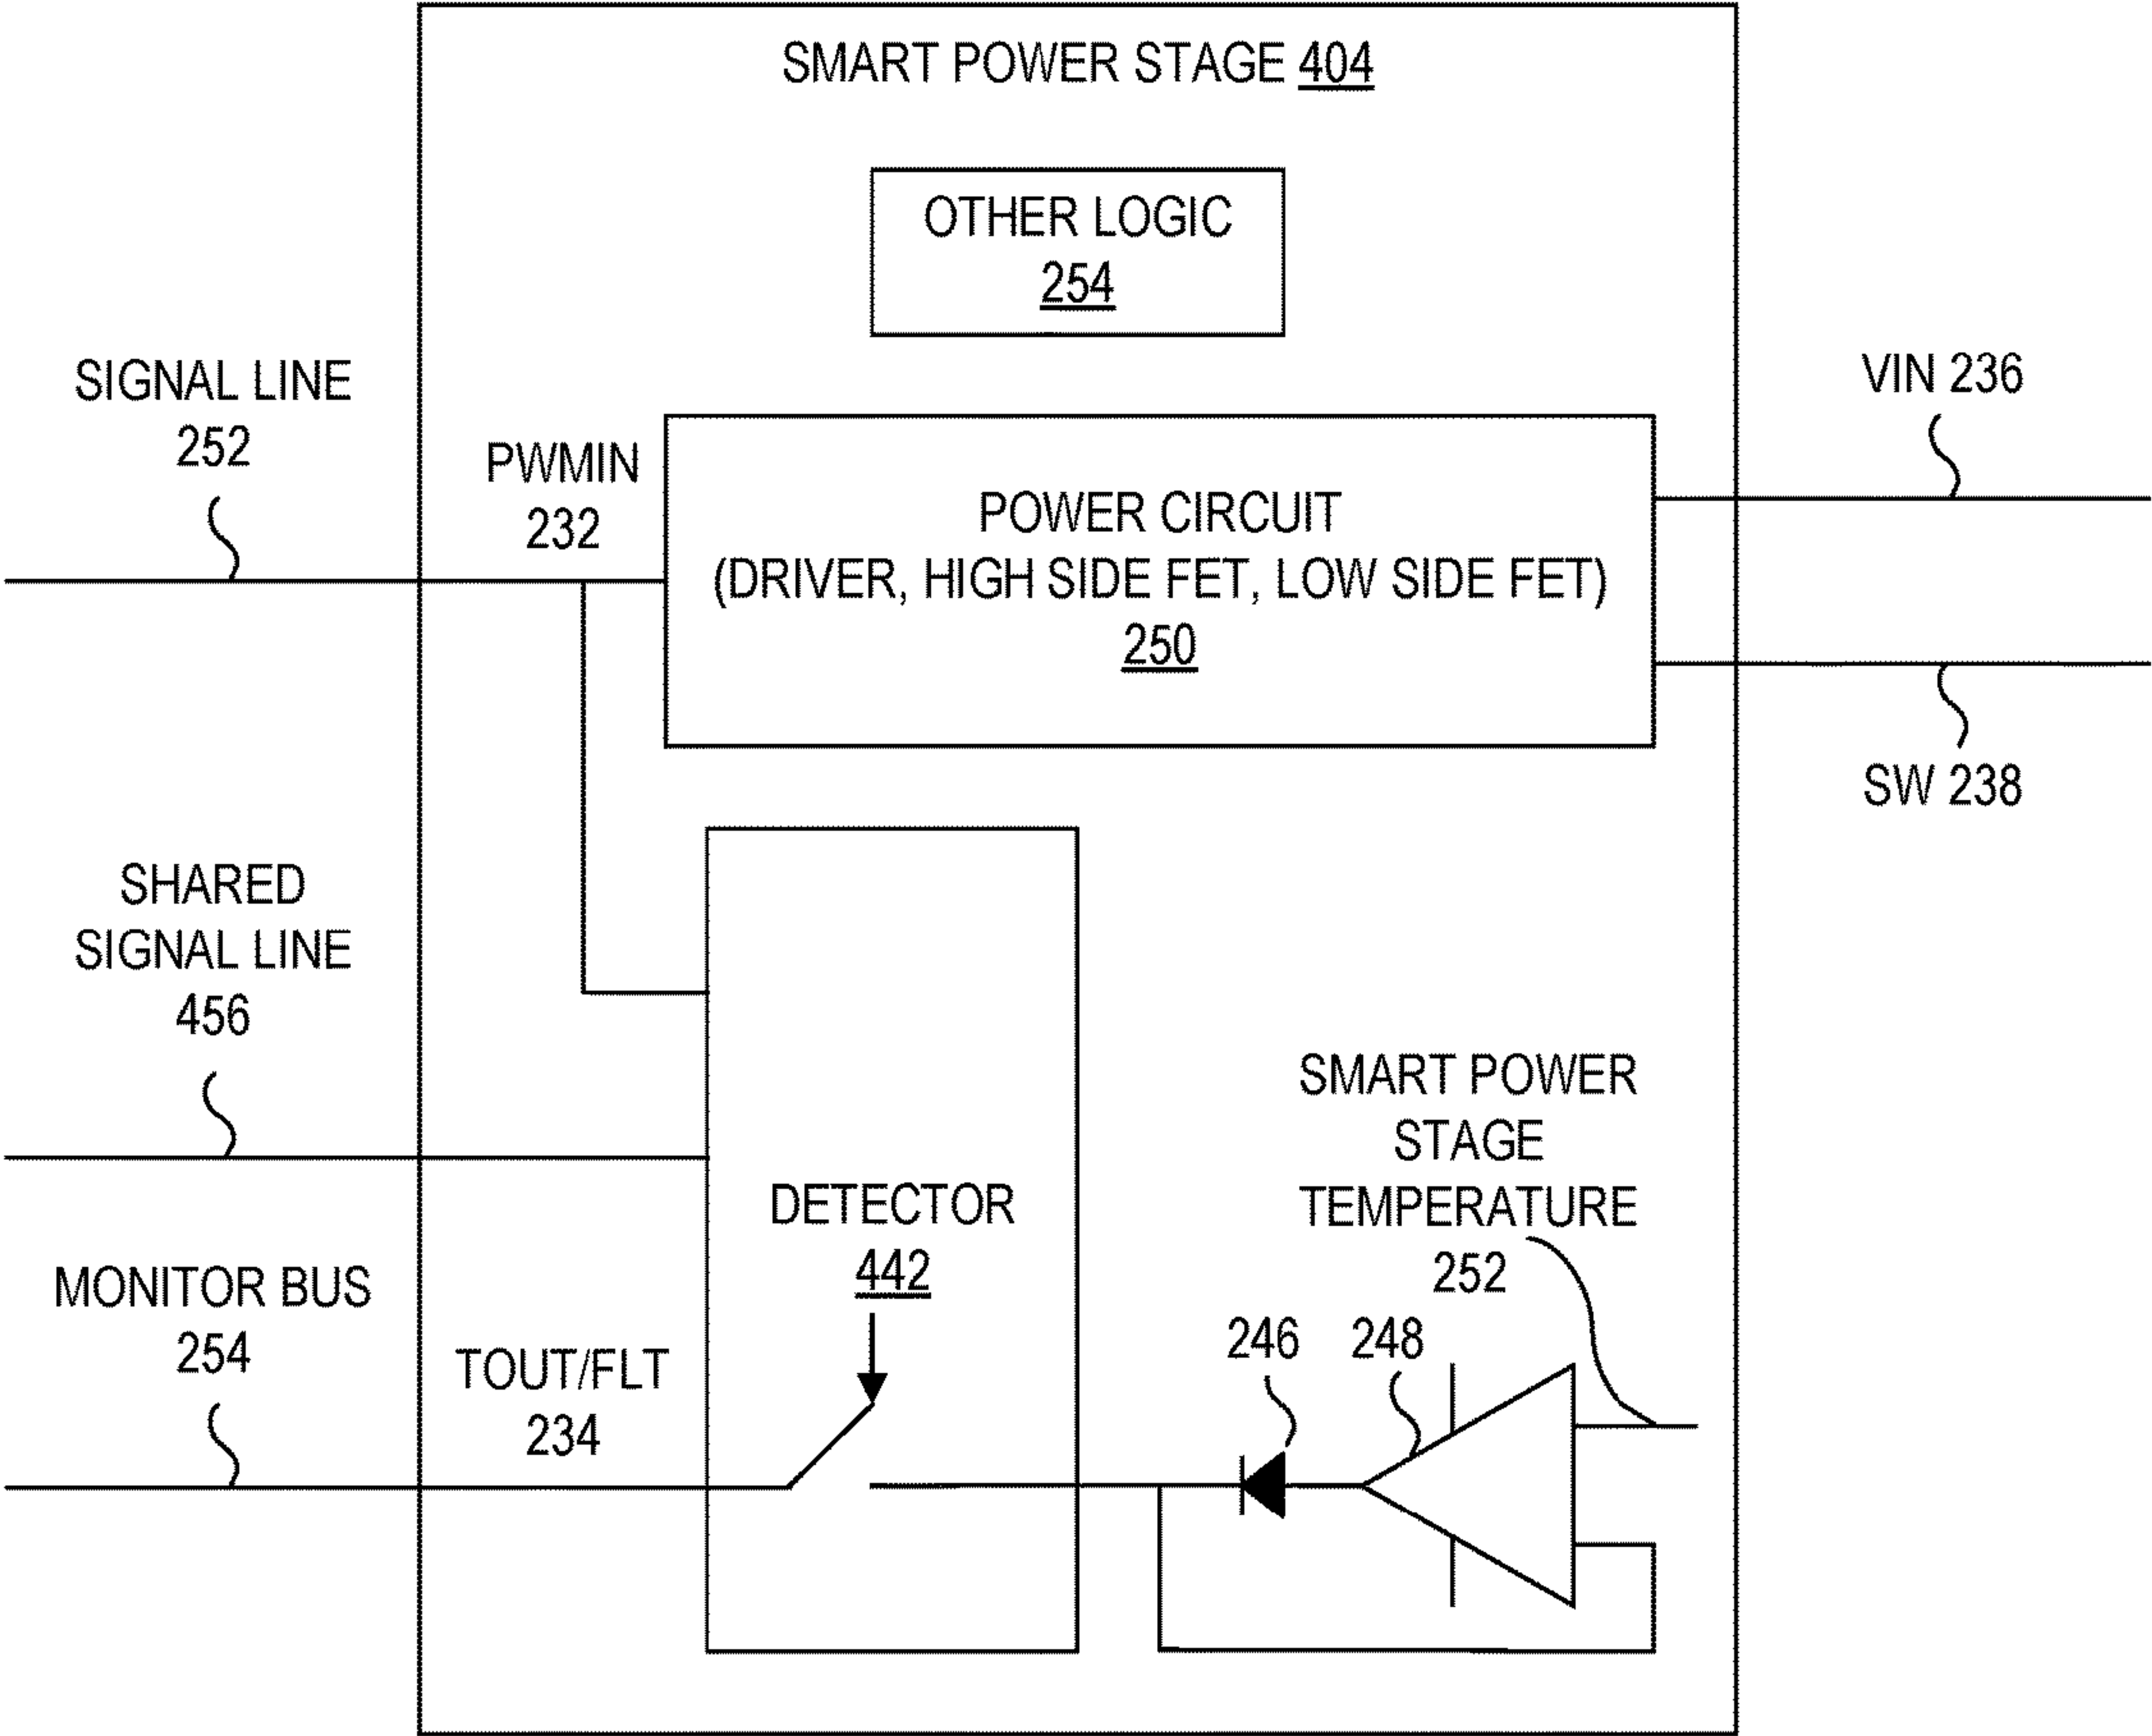 SMART POWER STAGE 404
OTHER LOGIC
254
SIGNAL LINE
252
PWMIN
232
POWER CIRCUIT
(DRIVER, HIGH SIDE FET, LOW SIDE FET)
250
VIN 236
SW 238
SHARED
SIGNAL LINE
456
DETECTOR
442
SMART POWER
STAGE
TEMPERATURE
252
MONITOR BUS
254
TOUT/FLT
234
246
248